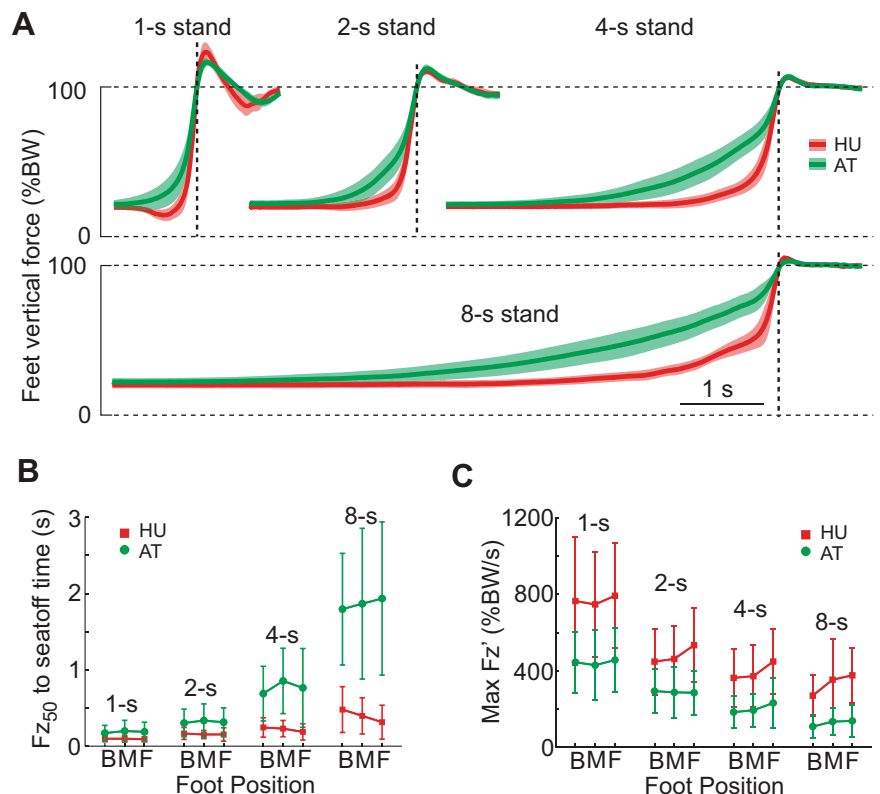 A
1-s stand 2-s stand 4-s stand
100
HU
AT
0
Feet vertical force (%BW)
100
8-s stand
1 s
0
B
Fz50 to seatoff time (s)
3
2
1
0
HU
AT
1-s
2-s
4-s
8-s
BMF BMF BMF BMF
Foot Position
C
Max Fz' (%BW/s)
1200
800
400
0
1-s
2-s
4-s
8-s
HU
AT
BMF BMF BMF BMF
Foot Position